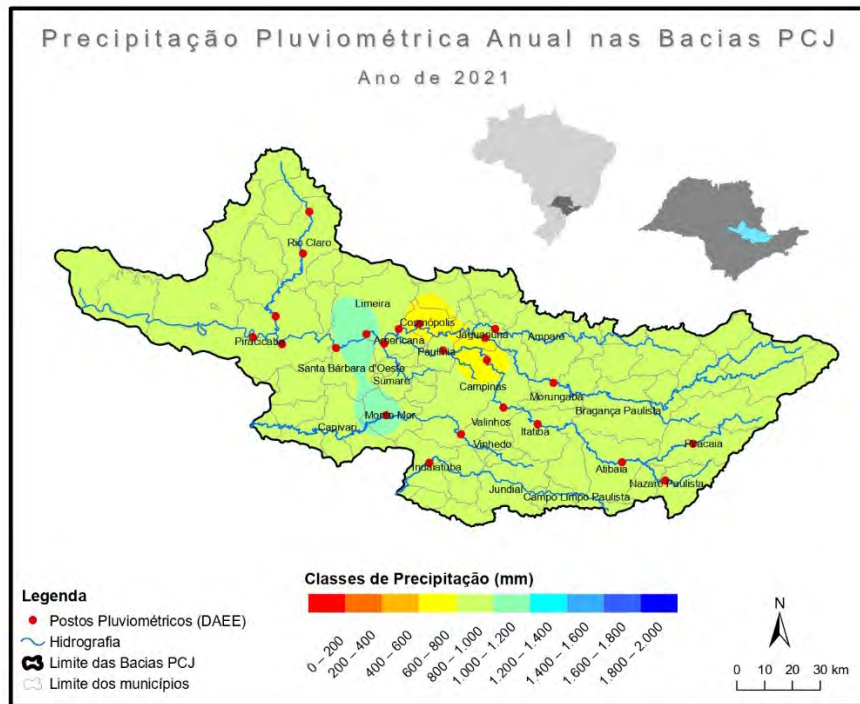 Precipitação Pluviométrica Anual nas Bacias PCJ
Ano de 2021
Rio Claro
Limeira
Cosmópolis
Piracicaba
Americana
Jaguariúna
Amparo
Paulínia
Santa Bárbara d'Oeste
Sumaré
Campinas
Morungaba
Bragança Paulista
Monte Mor
Capivari
Valinhos
Itatiba
Vinhedo
Piracaia
Indaiatuba
Atibaia
Nazaré Paulista
Jundiaí
Campo Limpo Paulista
Legenda
Postos Pluviométricos (DAEE)
Hidrografia
Limite das Bacias PCJ
Limite dos municípios
Classes de Precipitação (mm)
0 – 200
200 – 400
400 – 600
600 – 800
800 – 1.000
1.000 – 1.200
1.200 – 1.400
1.400 – 1.600
1.600 – 1.800
1.800 – 2.000
N
0 10 20 30 km